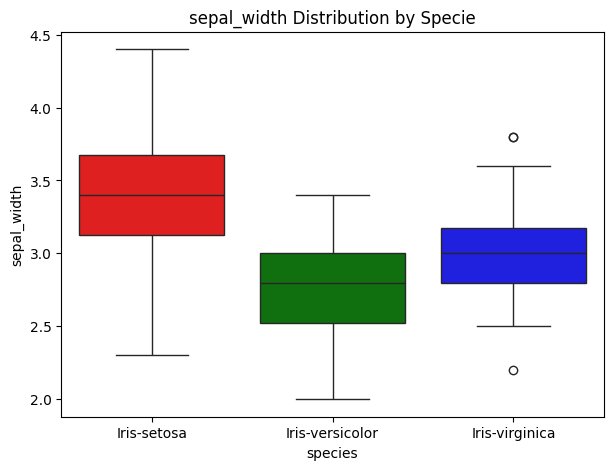 sepal_width Distribution by Specie
4.5
4.0
3.5
3.0
2.5
2.0
sepal_width
Iris-setosa
Iris-versicolor
Iris-virginica
species